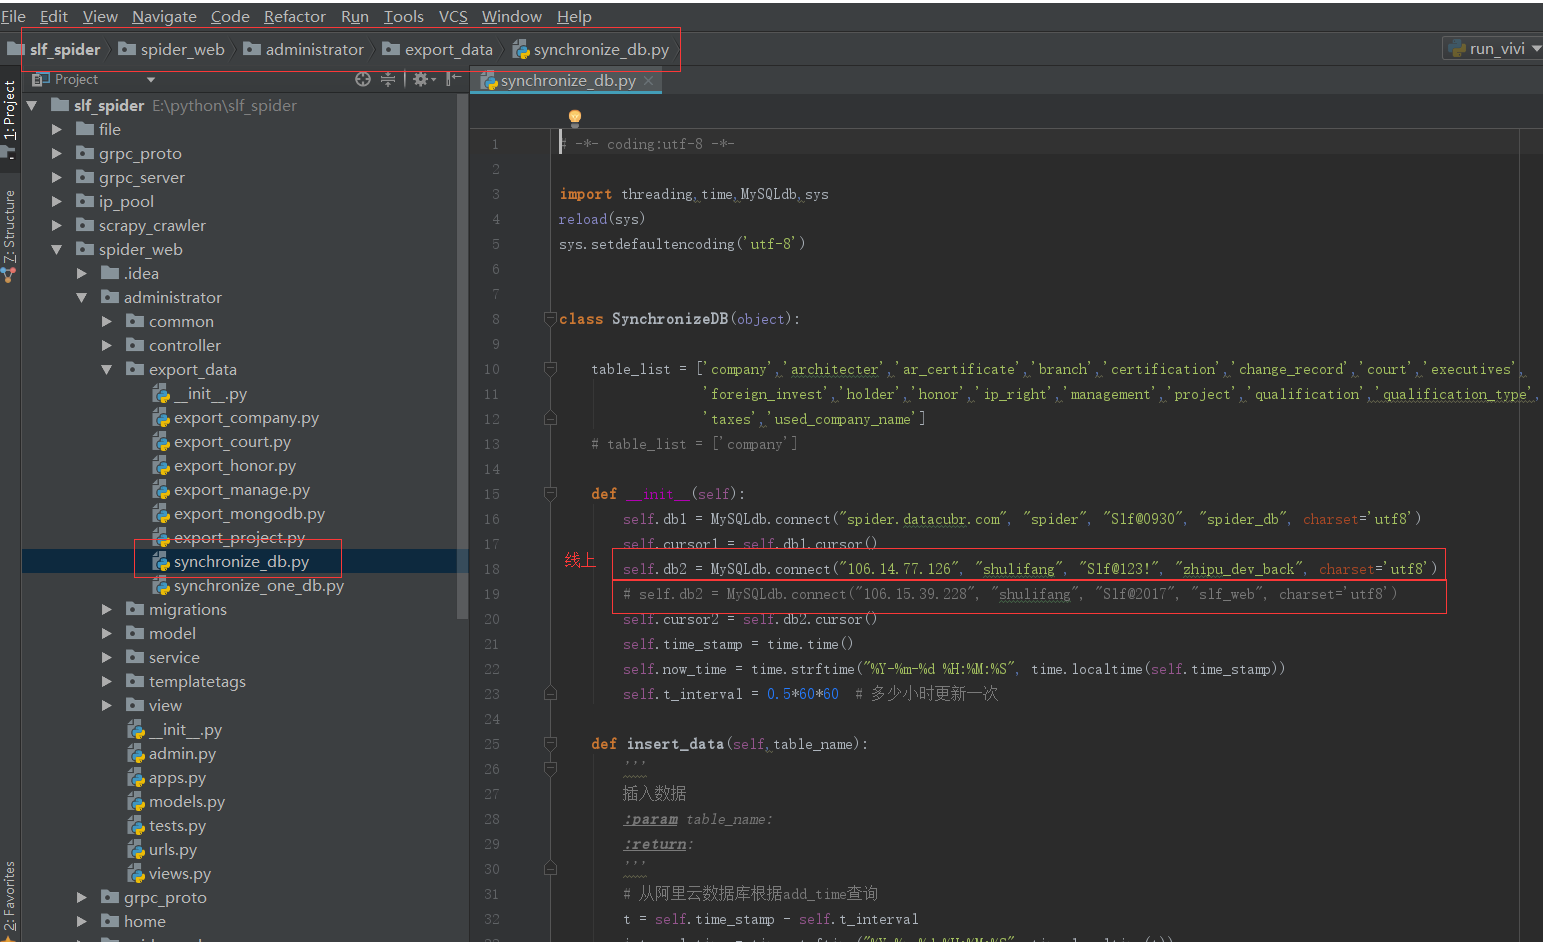 File Edit View Navigate Code Refactor Run Tools VCS Window Help
slf_spider spider_web administrator export_data synchronize_db.py run_vivi
Project synchronize_db.py
1: Project
7: Structure
2: Favorites
slf_spider E:\python\slf_spider
file
grpc_proto
grpc_server
ip_pool
scrapy_crawler
spider_web
.idea
administrator
common
controller
export_data
__init__.py
export_company.py
export_court.py
export_honor.py
export_manage.py
export_mongodb.py
export_project.py
synchronize_db.py
synchronize_one_db.py
migrations
model
service
templatetags
view
__init__.py
admin.py
apps.py
models.py
tests.py
urls.py
views.py
grpc_proto
home
1 # -*- coding:utf-8 -*-
2
3 import threading,time,MySQLdb,sys
4 reload(sys)
5 sys.setdefaultencoding('utf-8')
6
7
8 class SynchronizeDB(object):
9
10 table_list = ['company','architecter','ar_certificate','branch','certification','change_record','court','executives',
11 'foreign_invest','holder','honor','ip_right','management','project','qualification','qualification_type',
12 'taxes','used_company_name']
13 # table_list = ['company']
14
15 def __init__(self):
16 self.db1 = MySQLdb.connect("spider.datacubr.com", "spider", "Slf@0930", "spider_db", charset='utf8')
17 self.cursor1 = self.db1.cursor()
线上
18 self.db2 = MySQLdb.connect("106.14.77.126", "shulifang", "Slf@123!", "zhipu_dev_back", charset='utf8')
19 # self.db2 = MySQLdb.connect("106.15.39.228", "shulifang", "Slf@2017", "slf_web", charset='utf8')
20 self.cursor2 = self.db2.cursor()
21 self.time_stamp = time.time()
22 self.now_time = time.strftime("%Y-%m-%d %H:%M:%S", time.localtime(self.time_stamp))
23 self.t_interval = 0.5*60*60 # 多少小时更新一次
24
25 def insert_data(self,table_name):
26 '''
27 插入数据
28 :param table_name:
29 :return:
30 '''
31 # 从阿里云数据库根据add_time查询
32 t = self.time_stamp - self.t_interval